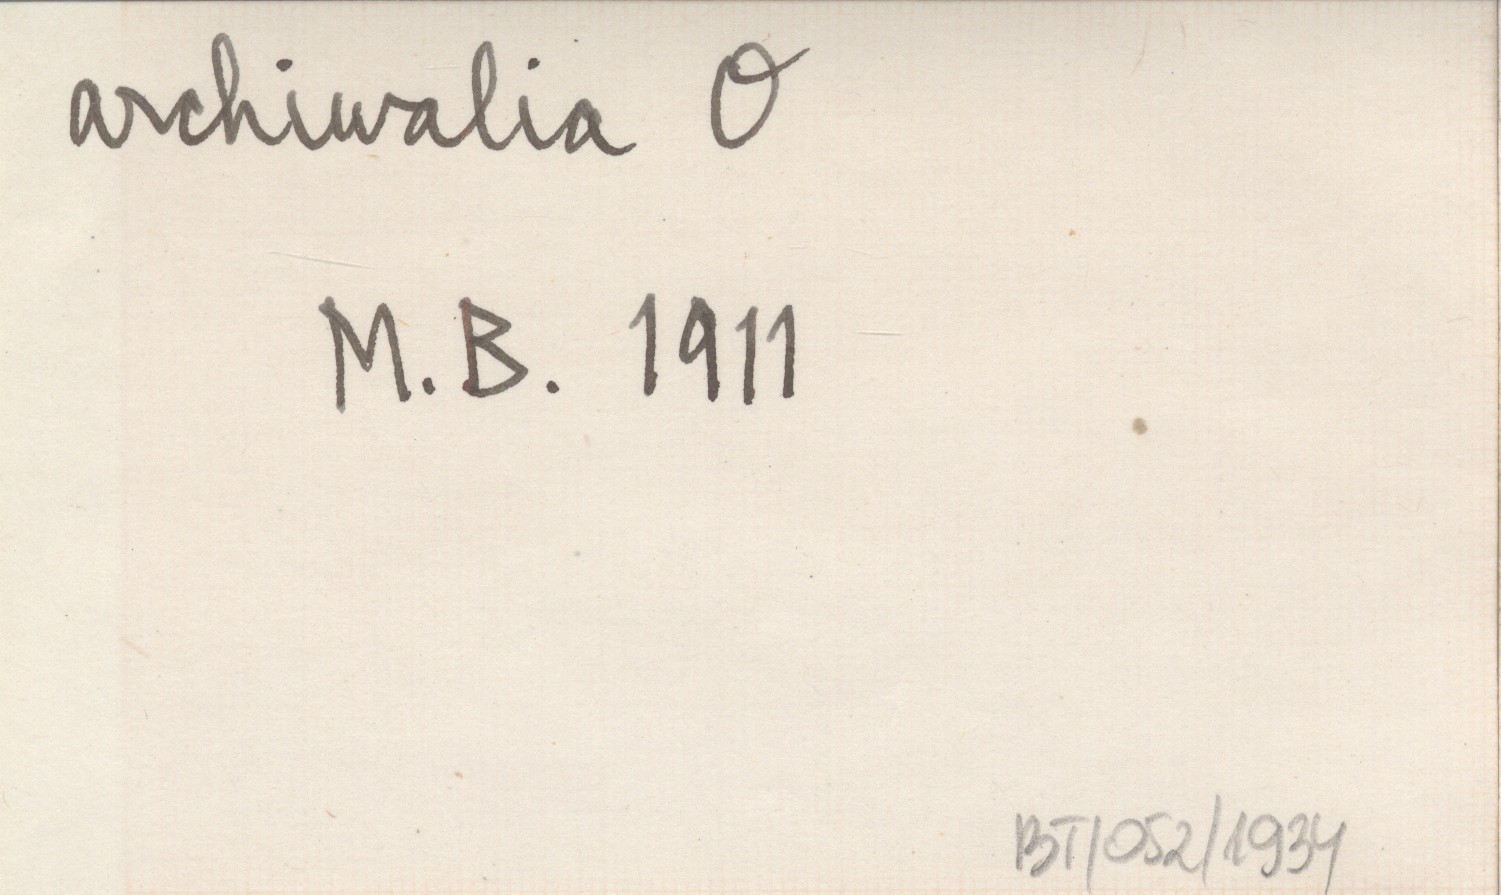 archiwalia O
M.B. 1911
BT/052/1934